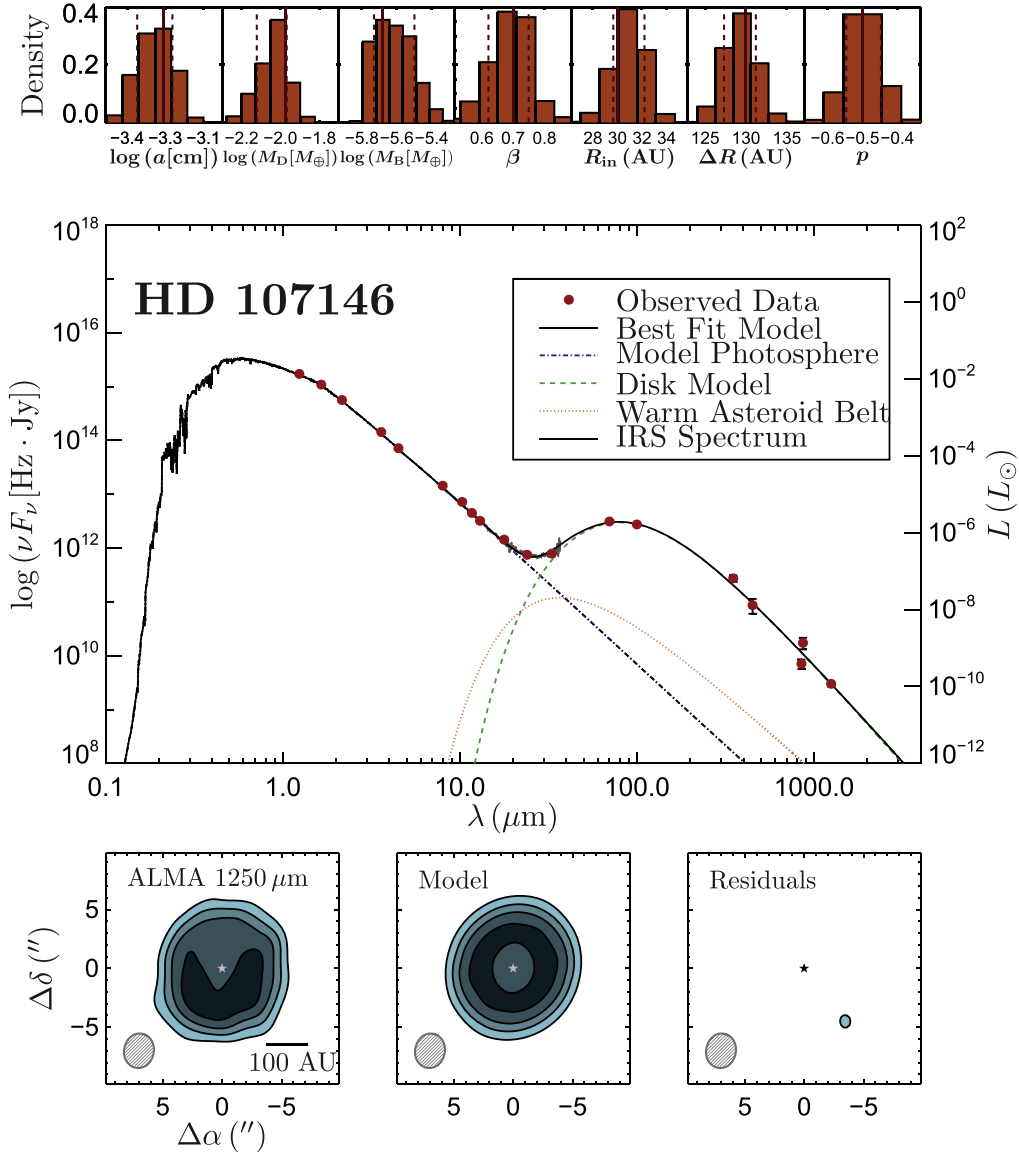 Density
0.4
0.2
0.0
−3.4 −3.3 −3.1 −2.2 −2.0 −1.8 −5.8 −5.6 −5.4 0.6 0.7 0.8 28 30 32 34 125 130 135 −0.6 −0.5 −0.4
log (a[cm]) log (M_D[M_⊕]) log (M_B[M_⊕]) β R_in (AU) ΔR (AU) p
HD 107146
Observed Data
Best Fit Model
Model Photosphere
Disk Model
Warm Asteroid Belt
IRS Spectrum
log (νF_ν [Hz · Jy])
10^18
10^16
10^14
10^12
10^10
10^8
L (L_⊙)
10^2
10^0
10^−2
10^−4
10^−6
10^−8
10^−10
10^−12
0.1 1.0 10.0 100.0 1000.0
λ (μm)
ALMA 1250 μm
100 AU
Model
Residuals
Δδ (″)
5
0
−5
5 0 −5
5 0 −5
5 0 −5
Δα (″)